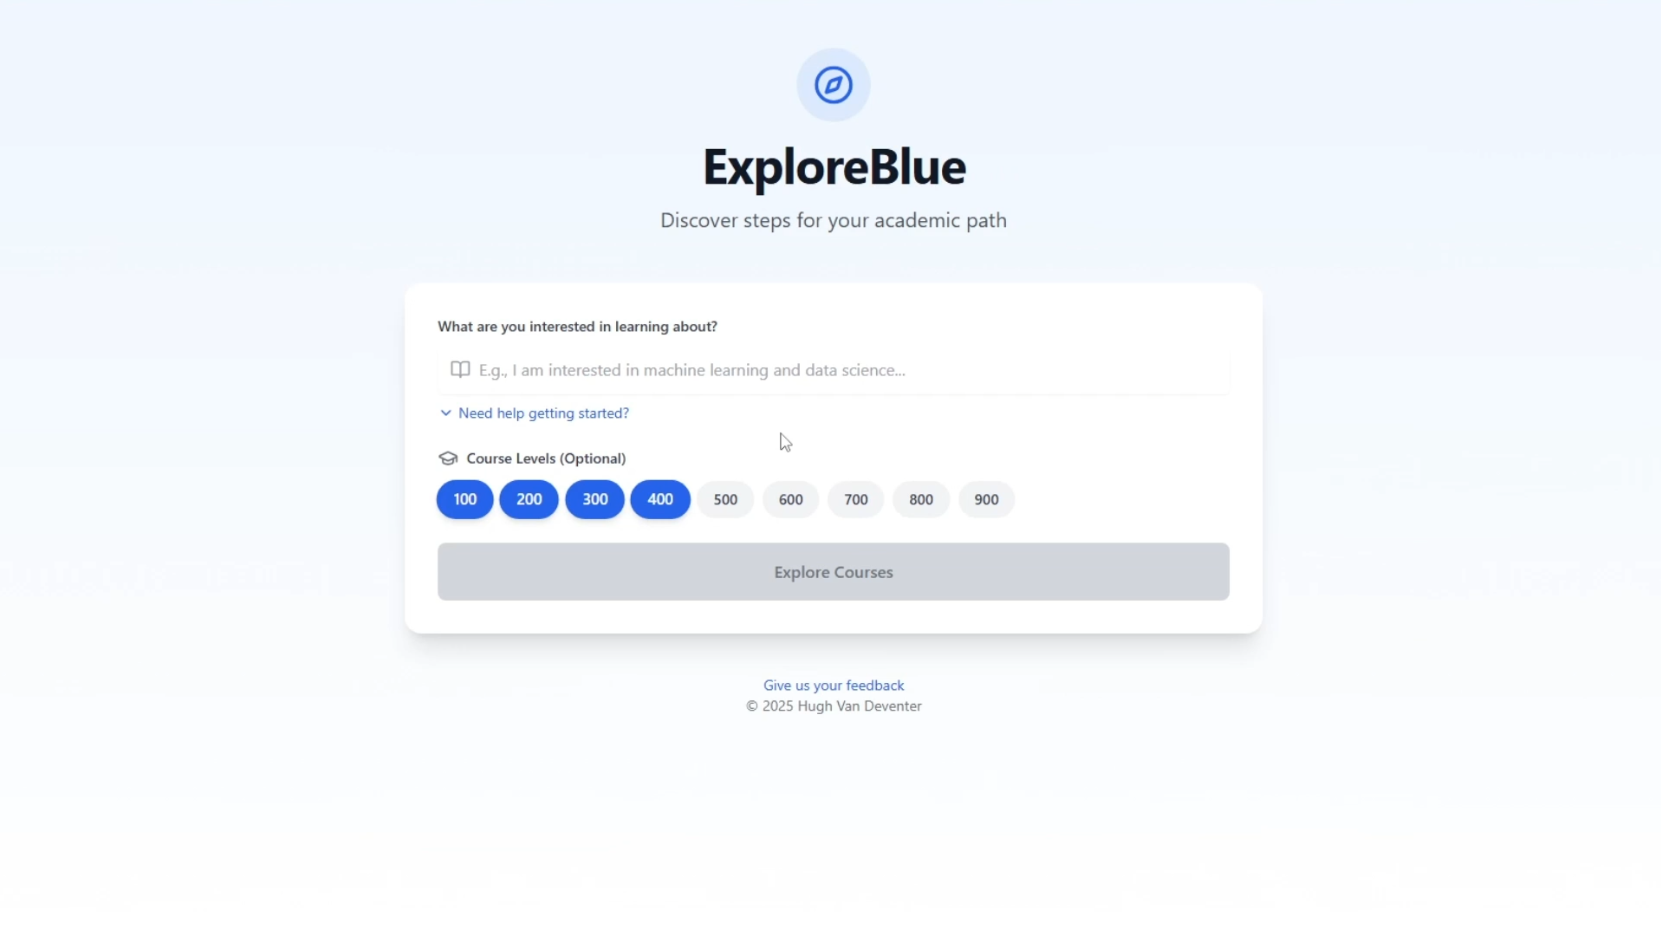 ExploreBlue
Discover steps for your academic path
What are you interested in learning about?
E.g., I am interested in machine learning and data science...
Need help getting started?
Course Levels (Optional)
100 200 300 400 500 600 700 800 900
Explore Courses
Give us your feedback
© 2025 Hugh Van Deventer